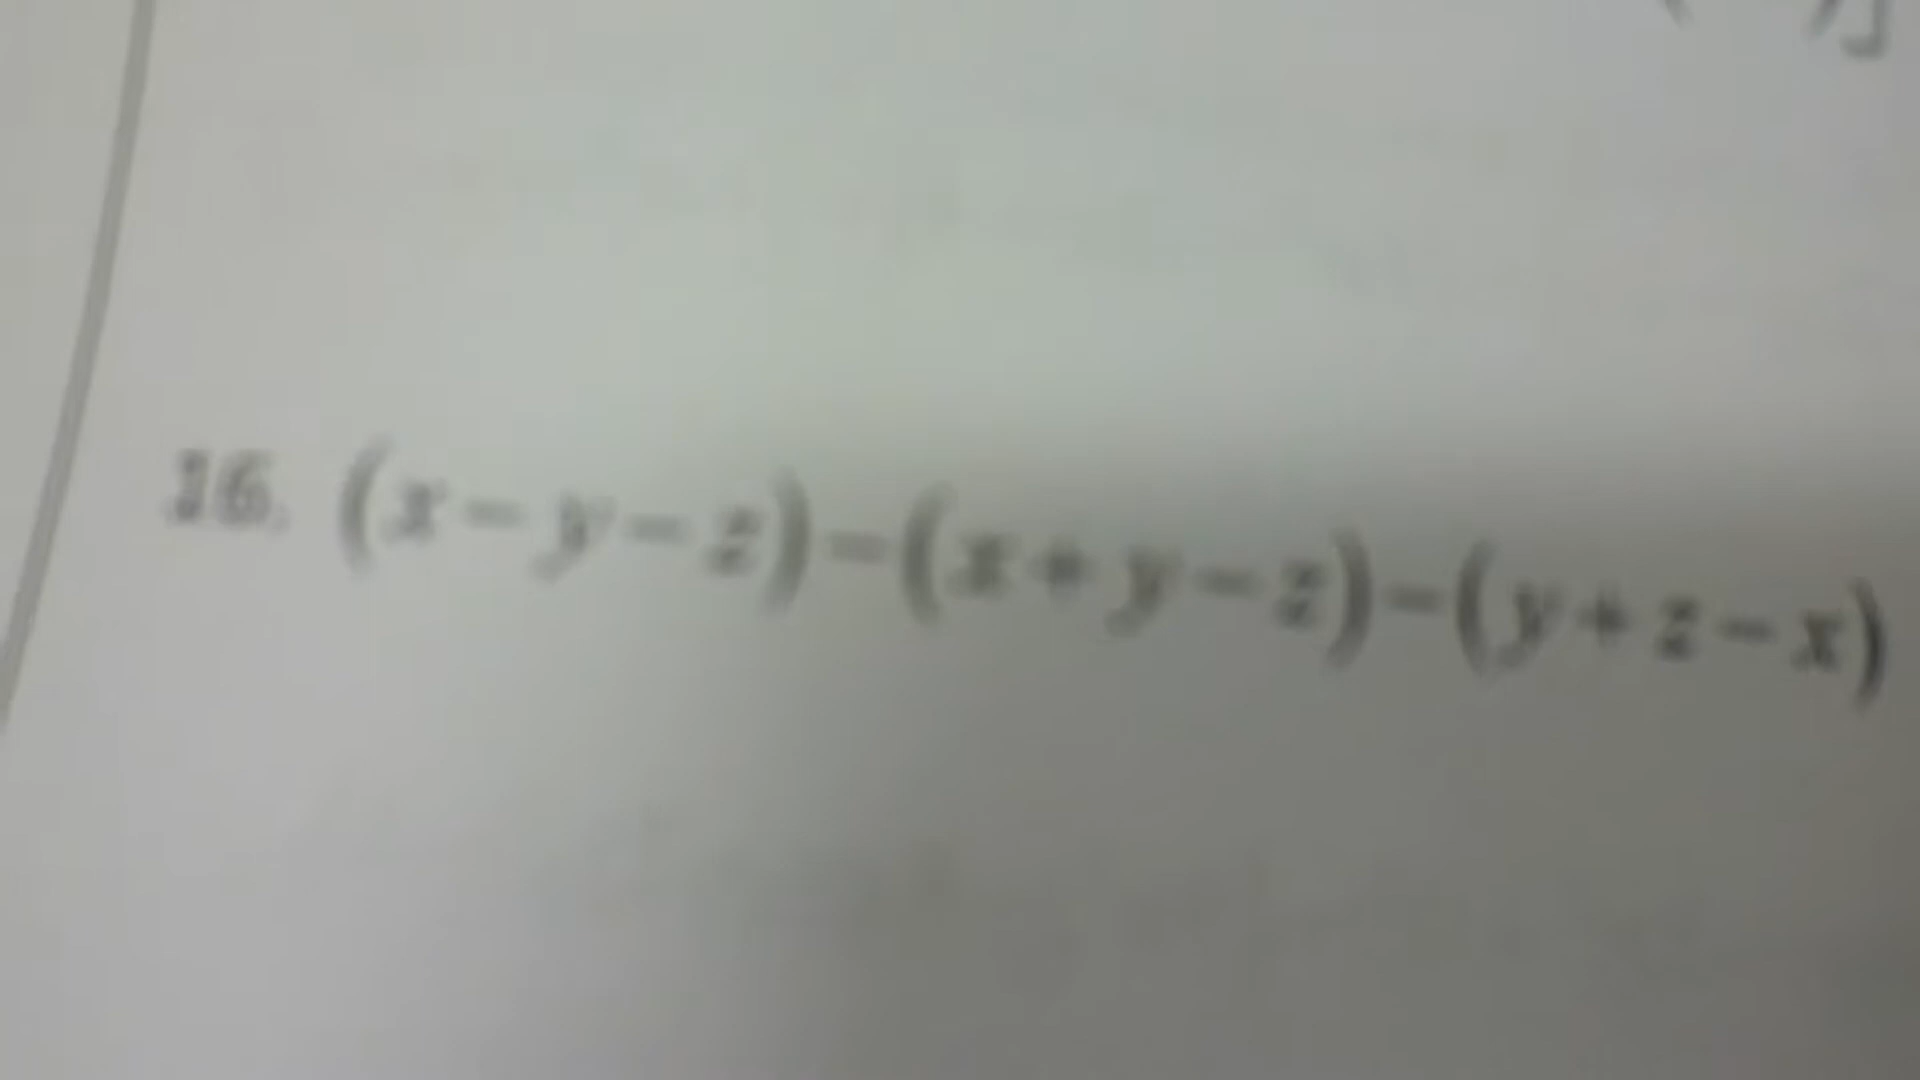 )]
16. (x − y − z) − (x + y − z) − (y + z − x)